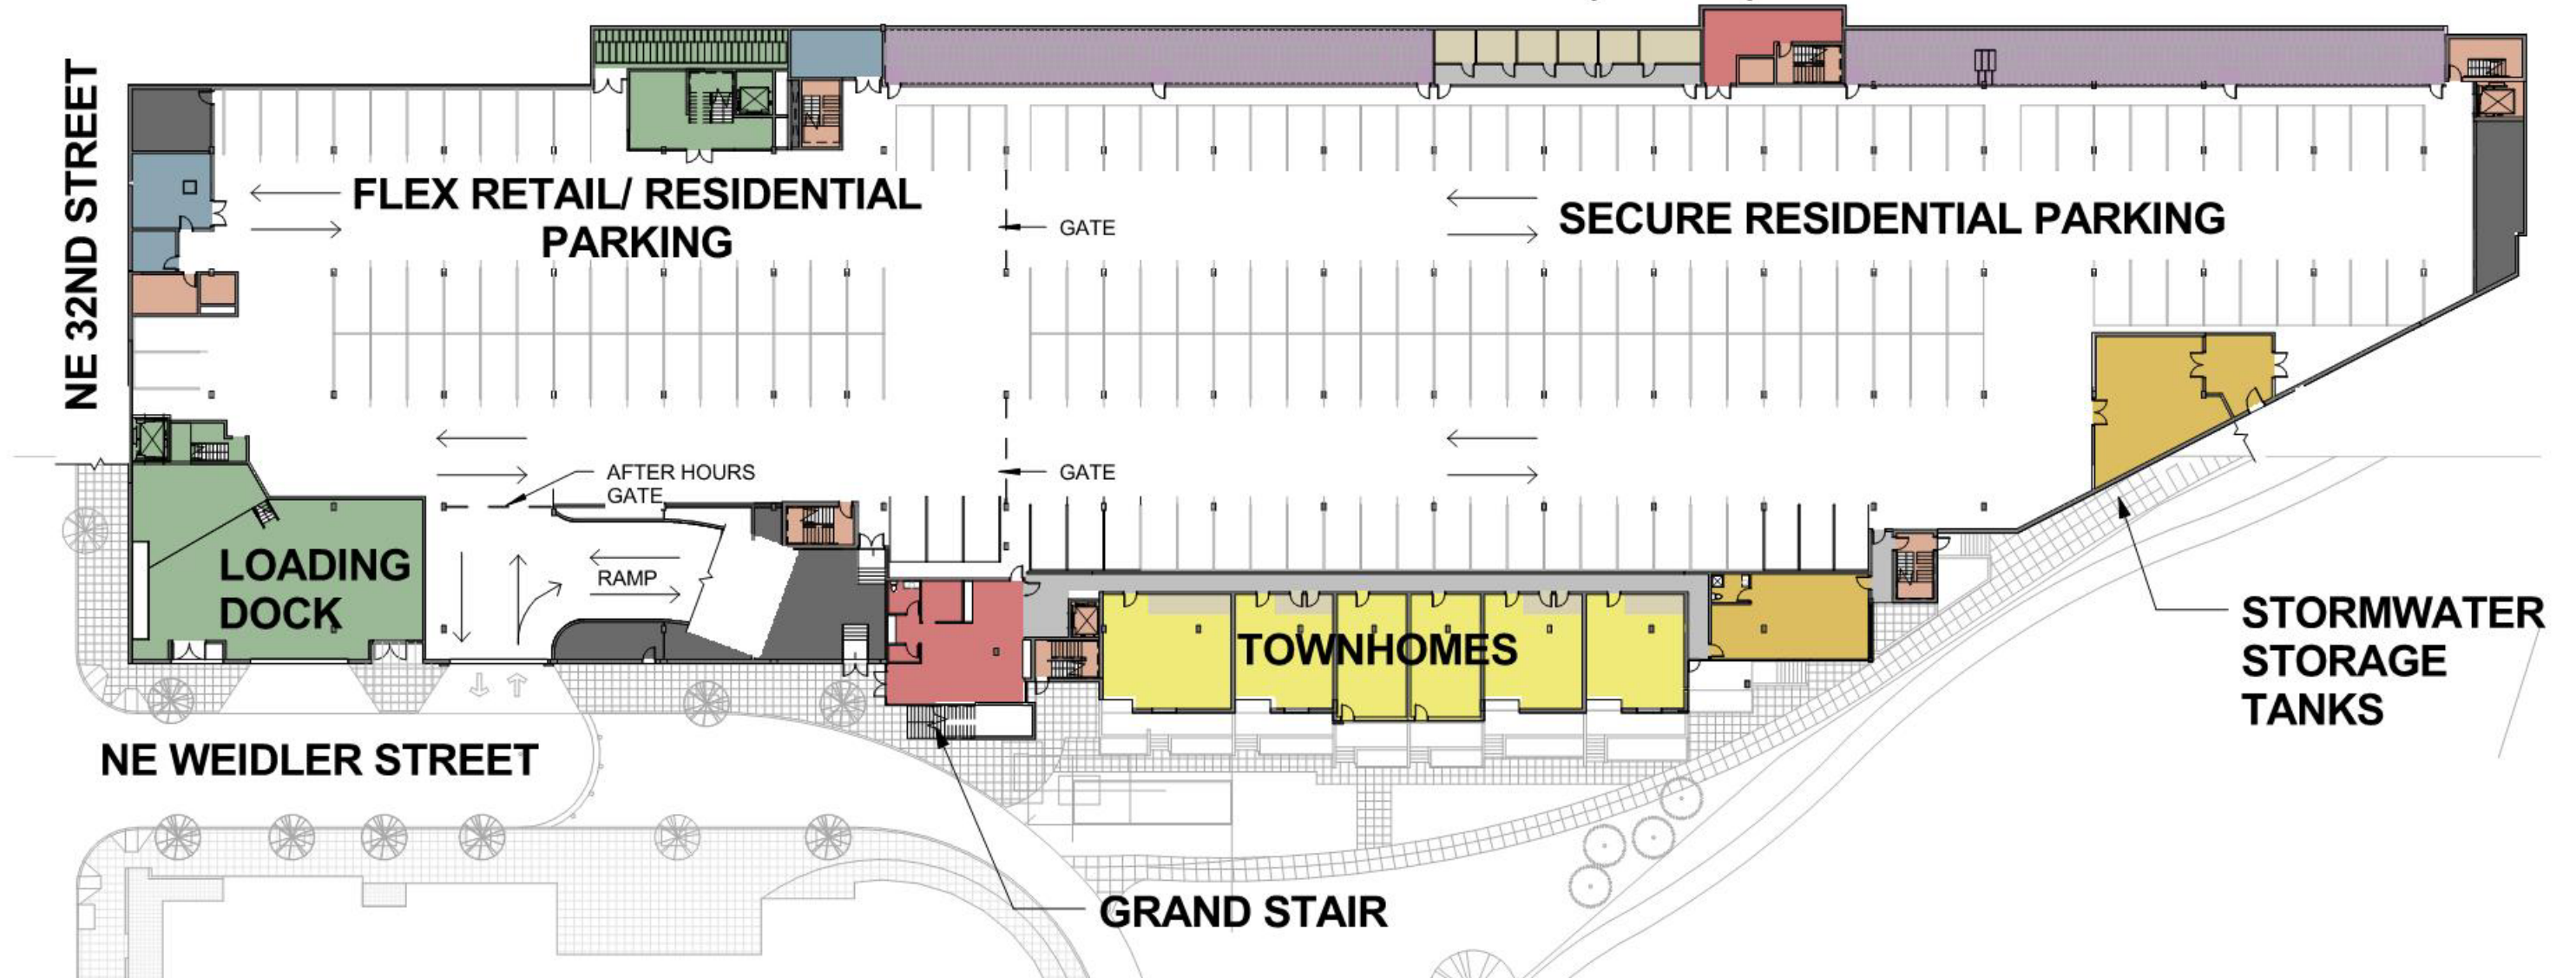 NE 32ND STREET
FLEX RETAIL/ RESIDENTIAL
PARKING
GATE
SECURE RESIDENTIAL PARKING
AFTER HOURS
GATE
GATE
LOADING
DOCK
RAMP
TOWNHOMES
STORMWATER
STORAGE
TANKS
NE WEIDLER STREET
GRAND STAIR